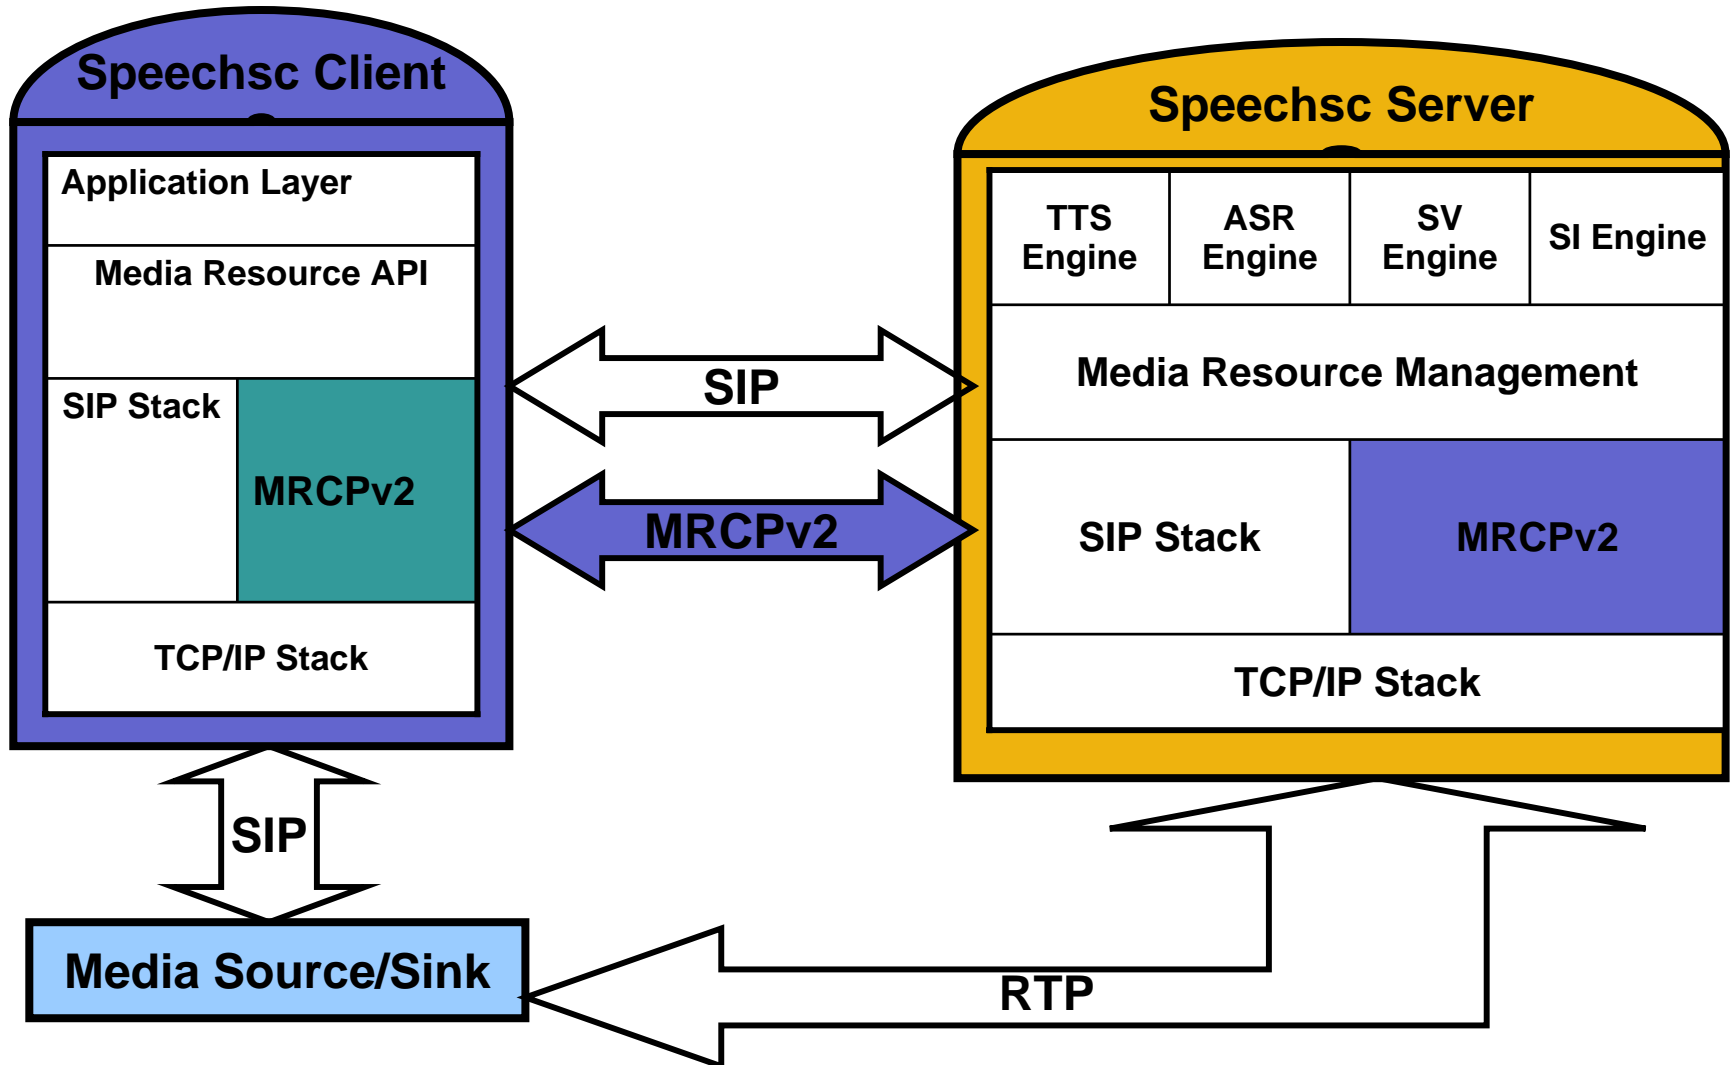 Speechsc Client
Application Layer
Media Resource API
SIP Stack
MRCPv2
TCP/IP Stack
SIP
MRCPv2
Speechsc Server
TTS
Engine
ASR
Engine
SV
Engine
SI Engine
Media Resource Management
SIP Stack
MRCPv2
TCP/IP Stack
SIP
Media Source/Sink
RTP